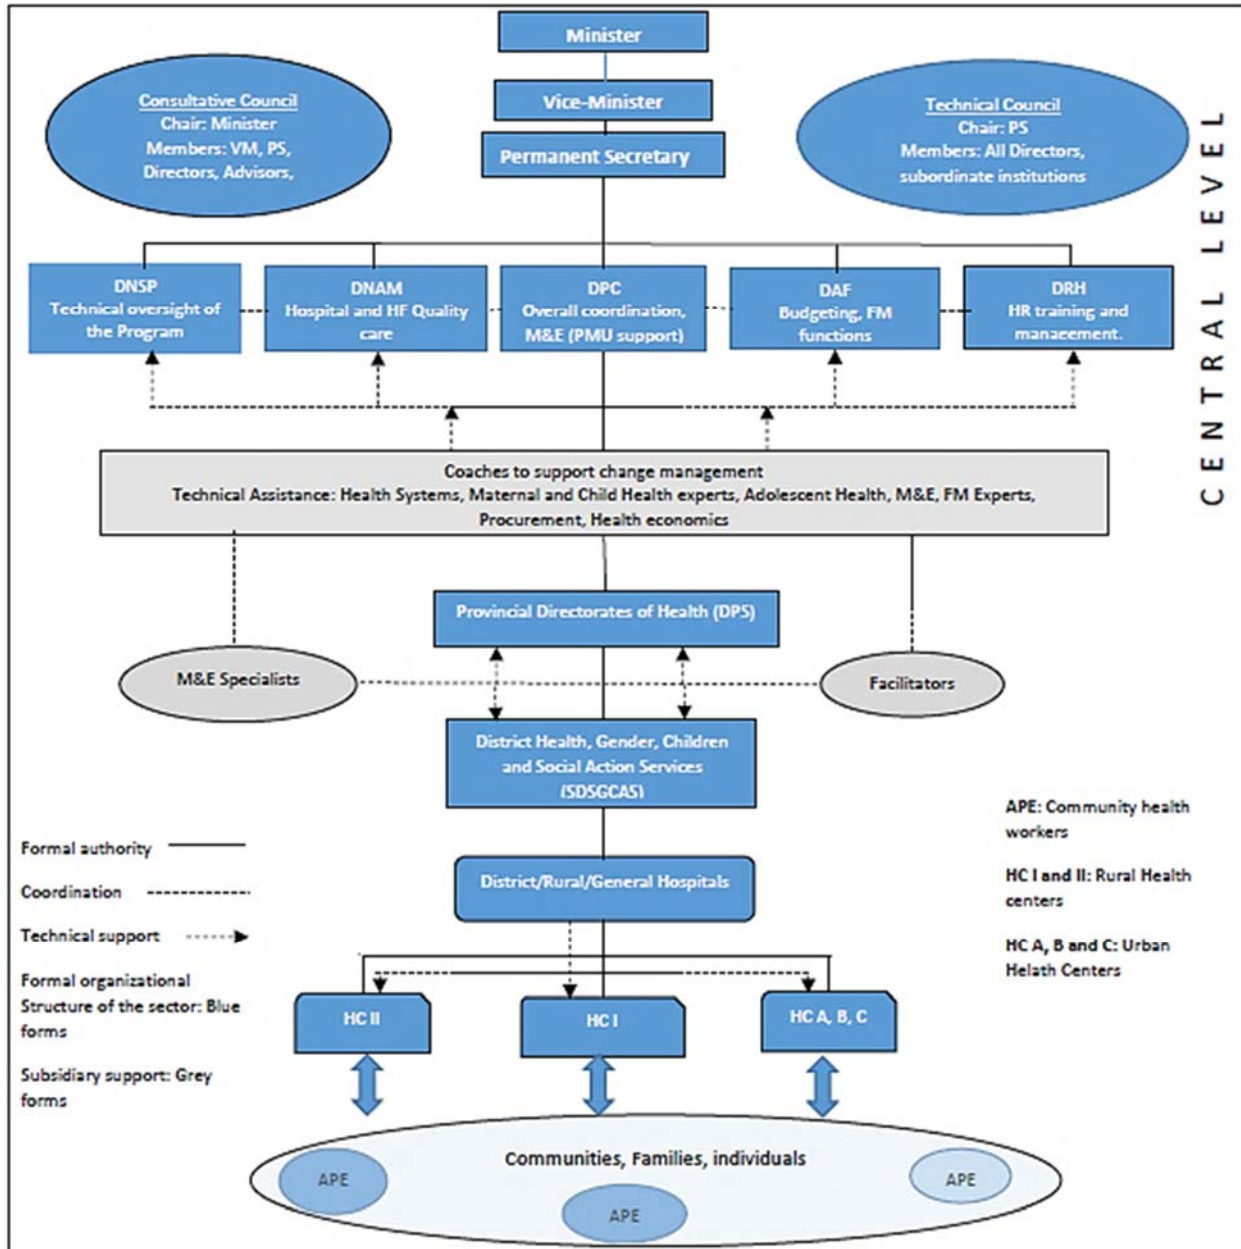 Minister
Vice-Minister
Permanent Secretary
Consultative Council
Chair: Minister
Members: VM, PS,
Directors, Advisors,
Technical Council
Chair: PS
Members: All Directors,
subordinate institutions
CENTRAL LEVEL
DNSP
Technical oversight of
the Program
DNAM
Hospital and HF Quality
care
DPC
Overall coordination,
M&E (PMU support)
DAF
Budgeting, FM
functions
DRH
HR training and
management.
Coaches to support change management
Technical Assistance: Health Systems, Maternal and Child Health experts, Adolescent Health, M&E, FM Experts,
Procurement, Health economics
Provincial Directorates of Health (DPS)
M&E Specialists
Facilitators
District Health, Gender, Children
and Social Action Services
(SDSGCAS)
District/Rural/General Hospitals
HC II
HC I
HC A, B, C
Communities, Families, individuals
APE
APE
APE
Formal authority
Coordination
Technical support
Formal organizational
Structure of the sector: Blue
forms
Subsidiary support: Grey
forms
APE: Community health
workers
HC I and II: Rural Health
centers
HC A, B and C: Urban
Helath Centers